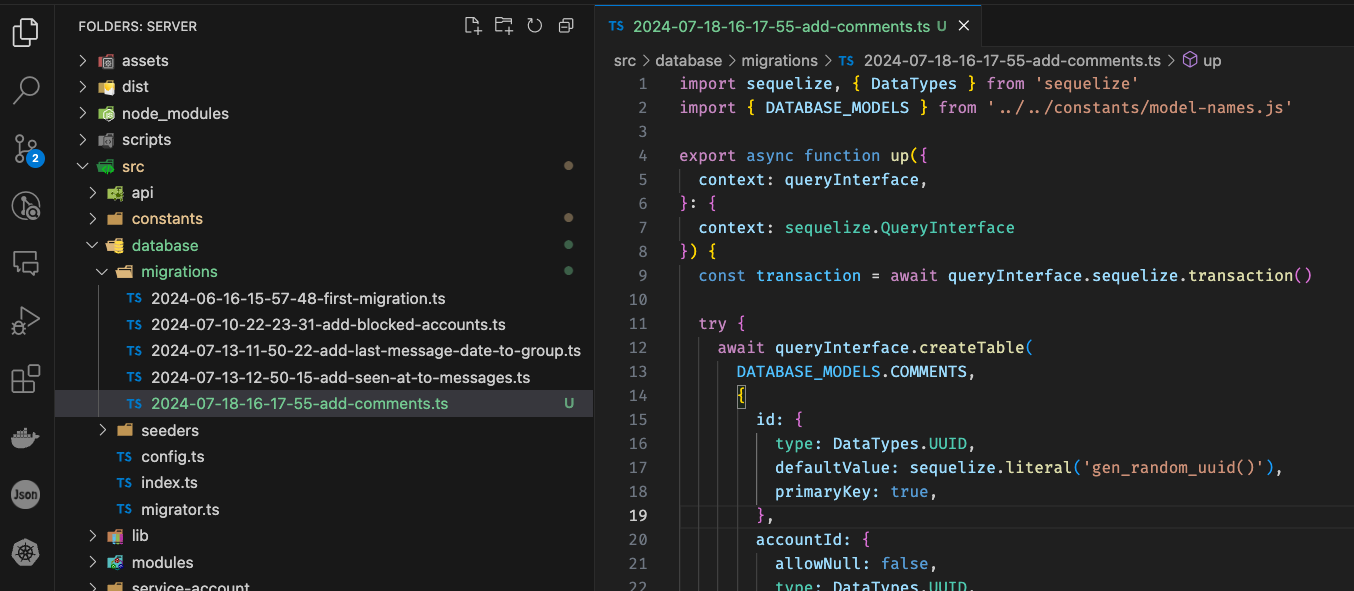 FOLDERS: SERVER
assets
dist
node_modules
scripts
src
api
constants
database
migrations
TS 2024-06-16-15-57-48-first-migration.ts
TS 2024-07-10-22-23-31-add-blocked-accounts.ts
TS 2024-07-13-11-50-22-add-last-message-date-to-group.ts
TS 2024-07-13-12-50-15-add-seen-at-to-messages.ts
TS 2024-07-18-16-17-55-add-comments.ts U
seeders
TS config.ts
TS index.ts
TS migrator.ts
lib
modules
service-account
2
Json
TS 2024-07-18-16-17-55-add-comments.ts U
src > database > migrations > TS 2024-07-18-16-17-55-add-comments.ts > up
1 import sequelize, { DataTypes } from 'sequelize'
2 import { DATABASE_MODELS } from '../../constants/model-names.js'
3
4 export async function up({
5 context: queryInterface,
6 }: {
7 context: sequelize.QueryInterface
8 }) {
9 const transaction = await queryInterface.sequelize.transaction()
10
11 try {
12 await queryInterface.createTable(
13 DATABASE_MODELS.COMMENTS,
14 {
15 id: {
16 type: DataTypes.UUID,
17 defaultValue: sequelize.literal('gen_random_uuid()'),
18 primaryKey: true,
19 },
20 accountId: {
21 allowNull: false,
22 type: DataTypes.UUID,